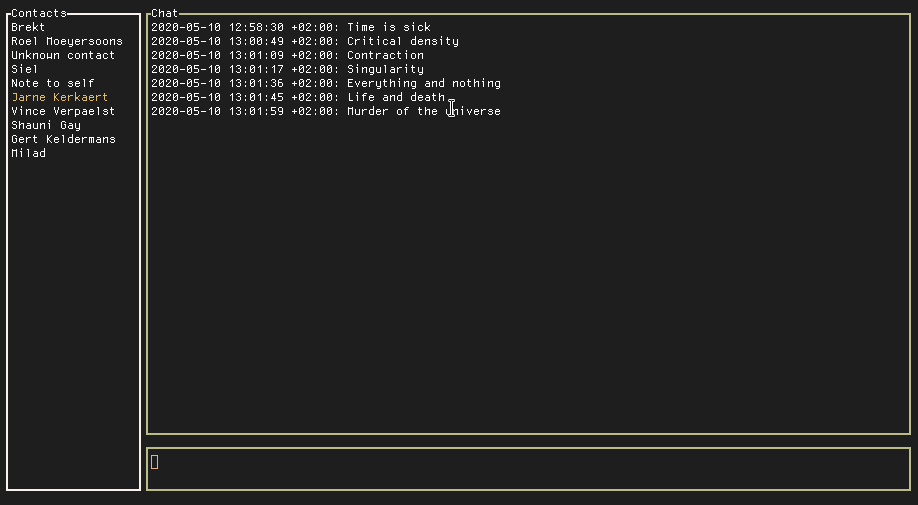 Contacts
Brekt
Roel Moeyersoons
Unknown contact
Siel
Note to self
Jarne Kerkaert
Vince Verpaelst
Shauni Gay
Gert Keldermans
Milad
Chat
2020-05-10 12:58:30 +02:00: Time is sick
2020-05-10 13:00:49 +02:00: Critical density
2020-05-10 13:01:09 +02:00: Contraction
2020-05-10 13:01:17 +02:00: Singularity
2020-05-10 13:01:36 +02:00: Everything and nothing
2020-05-10 13:01:45 +02:00: Life and death
2020-05-10 13:01:59 +02:00: Murder of the universe